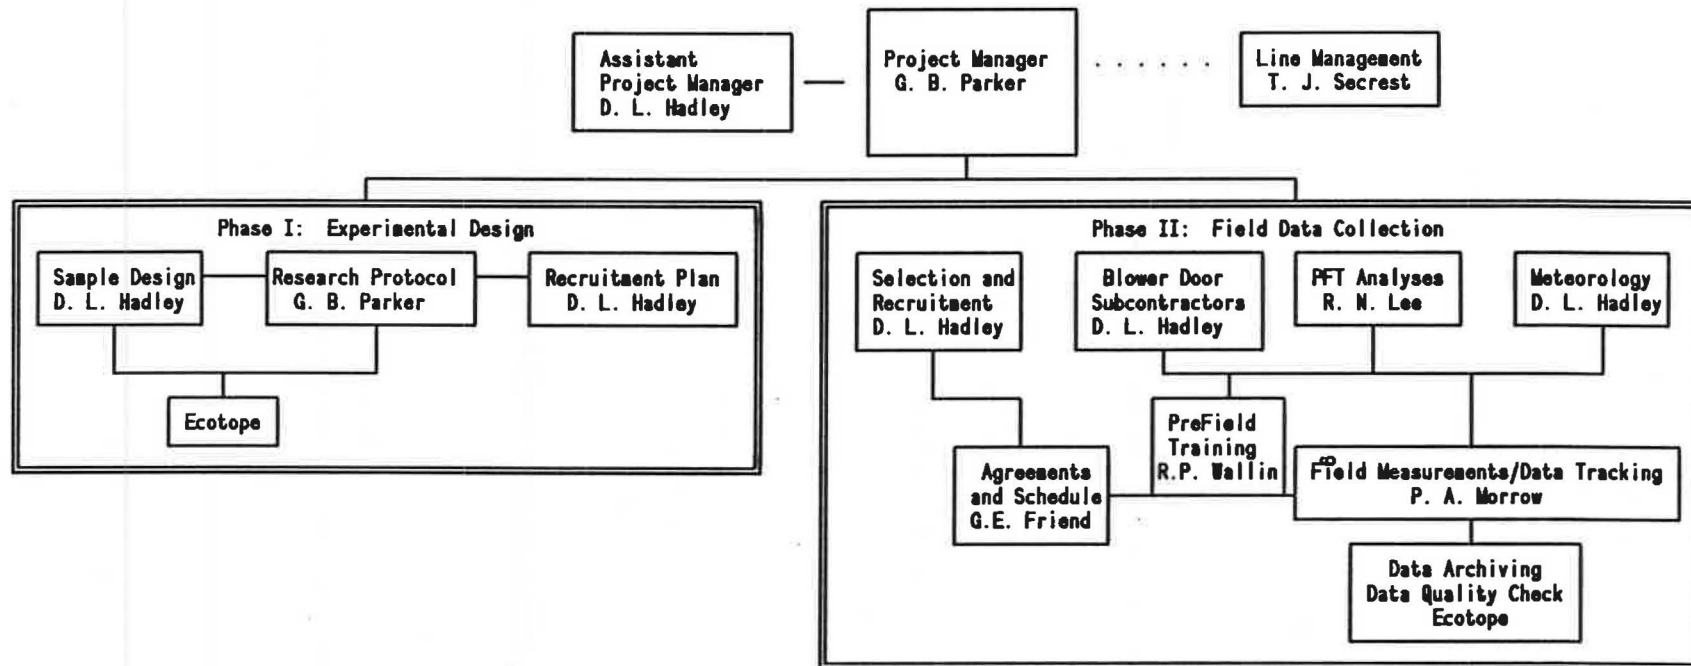 Assistant
Project Manager
D. L. Hadley
Project Manager
G. B. Parker
Line Management
T. J. Secrest
Phase I: Experimental Design
Sample Design
D. L. Hadley
Research Protocol
G. B. Parker
Recruitment Plan
D. L. Hadley
Ecotope
Phase II: Field Data Collection
Selection and
Recruitment
D. L. Hadley
Blower Door
Subcontractors
D. L. Hadley
PFT Analyses
R. N. Lee
Meteorology
D. L. Hadley
PreField
Training
R.P. Wallin
Agreements
and Schedule
G.E. Friend
Field Measurements/Data Tracking
P. A. Morrow
Data Archiving
Data Quality Check
Ecotope